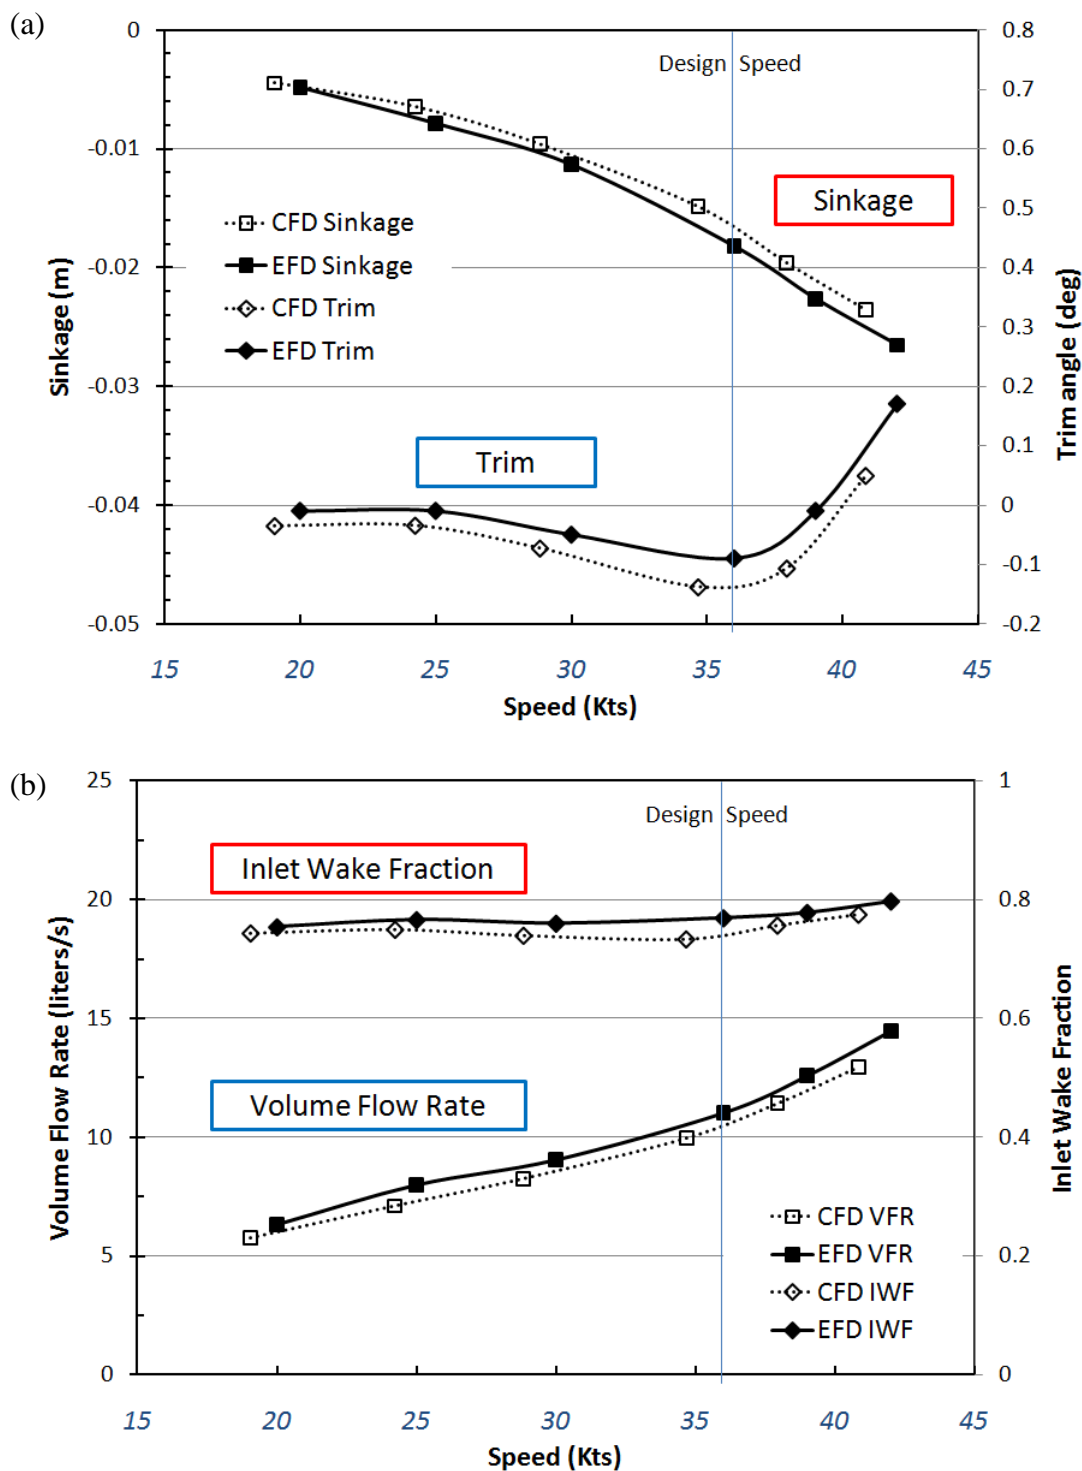 (a)
0
-0.01
-0.02
-0.03
-0.04
-0.05
Sinkage (m)
0.8
0.7
0.6
0.5
0.4
0.3
0.2
0.1
0
-0.1
-0.2
Trim angle (deg)
Design Speed
Sinkage
CFD Sinkage
EFD Sinkage
CFD Trim
EFD Trim
Trim
15 20 25 30 35 40 45
Speed (Kts)
(b)
25
20
15
10
5
0
Volume Flow Rate (liters/s)
1
0.8
0.6
0.4
0.2
0
Inlet Wake Fraction
Design Speed
Inlet Wake Fraction
Volume Flow Rate
CFD VFR
EFD VFR
CFD IWF
EFD IWF
15 20 25 30 35 40 45
Speed (Kts)